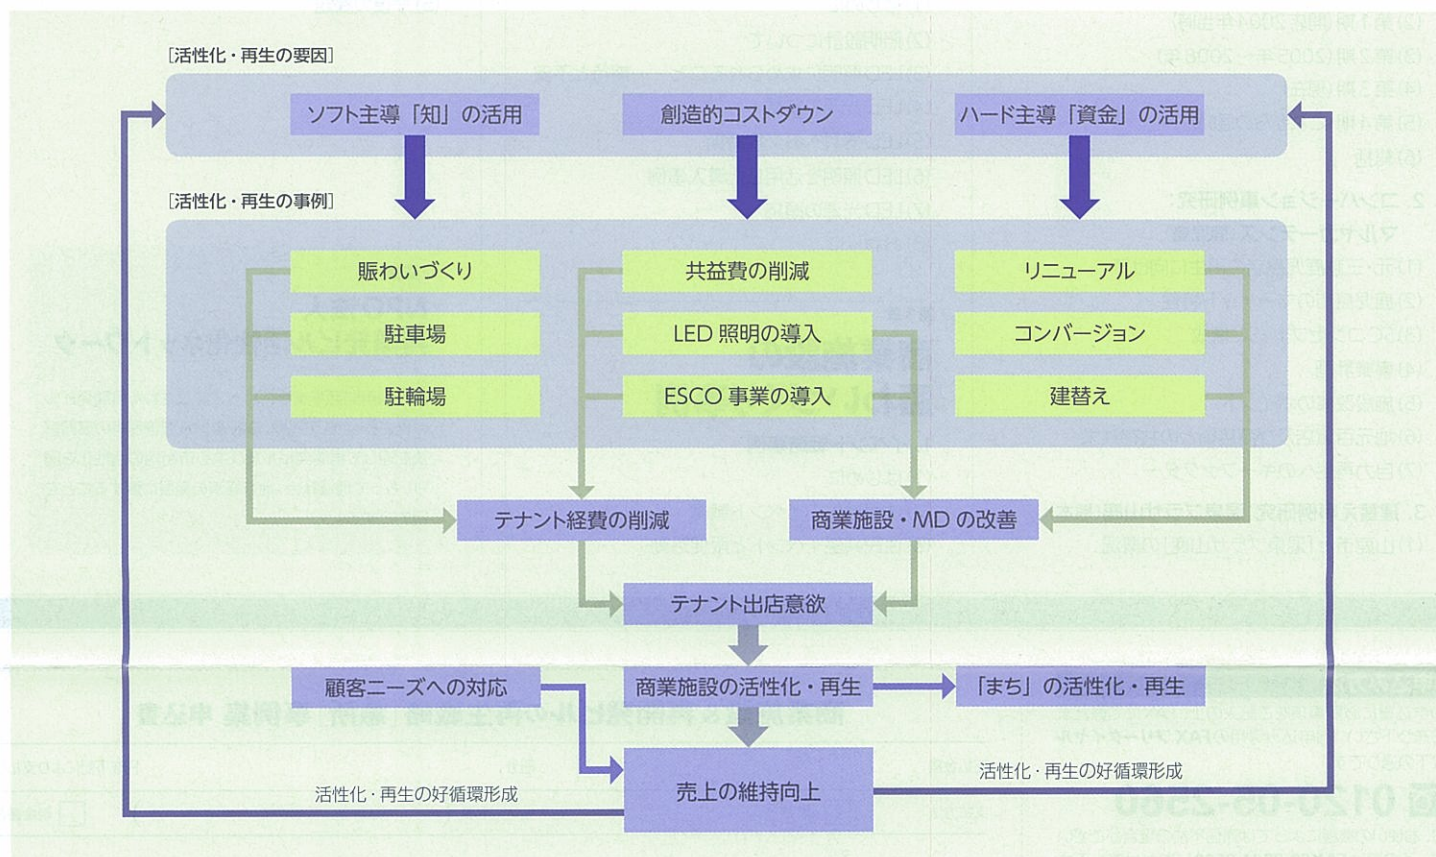 ［活性化・再生の要因］
ソフト主導「知」の活用
創造的コストダウン
ハード主導「資金」の活用
［活性化・再生の事例］
賑わいづくり
共益費の削減
リニューアル
駐車場
LED 照明の導入
コンバージョン
駐輪場
ESCO 事業の導入
建替え
テナント経費の削減
商業施設・MD の改善
テナント出店意欲
顧客ニーズへの対応
商業施設の活性化・再生
「まち」の活性化・再生
売上の維持向上
活性化・再生の好循環形成
活性化・再生の好循環形成